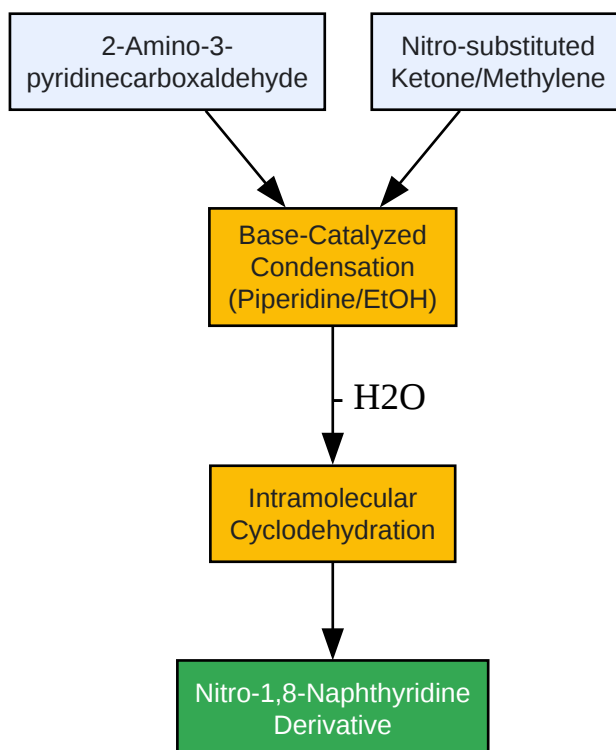 2-Amino-3-
pyridinecarboxaldehyde
Nitro-substituted
Ketone/Methylene
Base-Catalyzed
Condensation
(Piperidine/EtOH)
- H2O
Intramolecular
Cyclodehydration
Nitro-1,8-Naphthyridine
Derivative